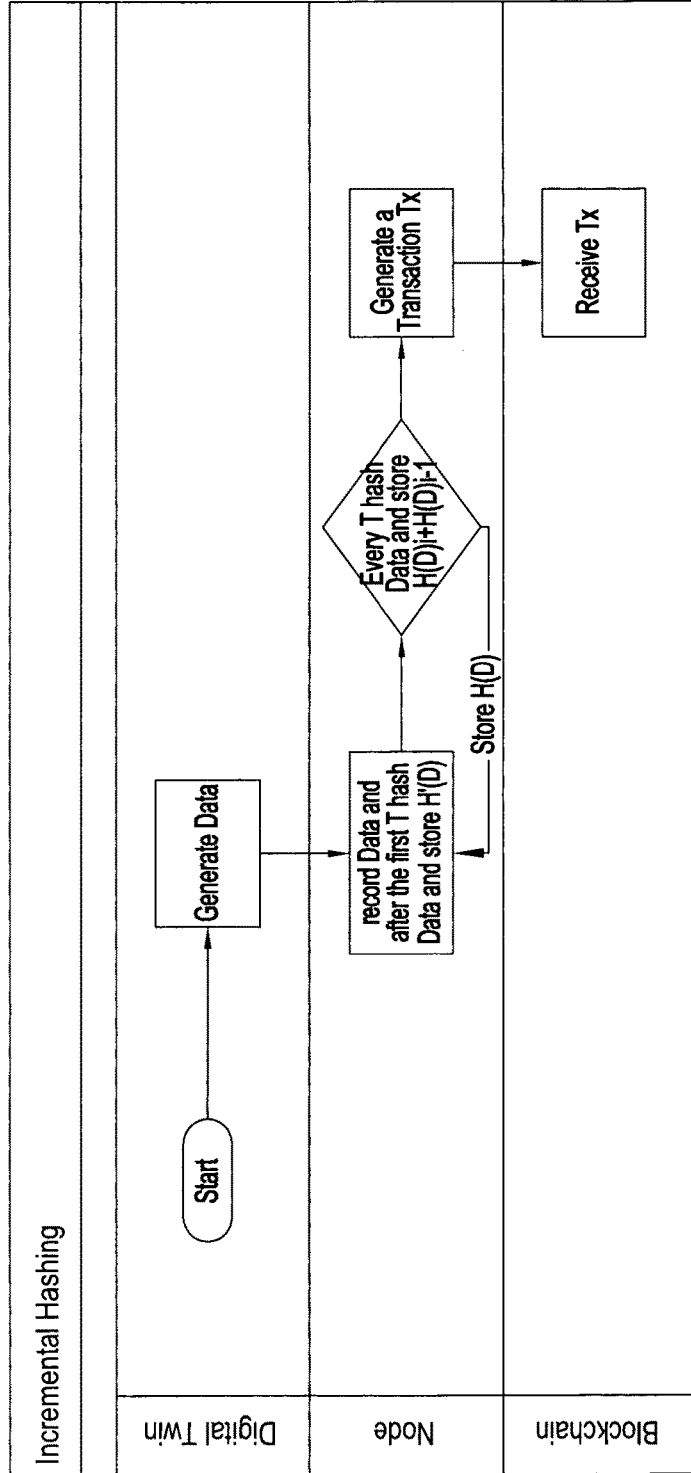 Incremental Hashing
Digital Twin
Start
Generate Data
Node
record Data and
after the first T hash
Data and store H'(D)
Every T hash
Data and store
H(D)i+H(D)i-1
Store H(D)
Generate a
Transaction Tx
Blockchain
Receive Tx